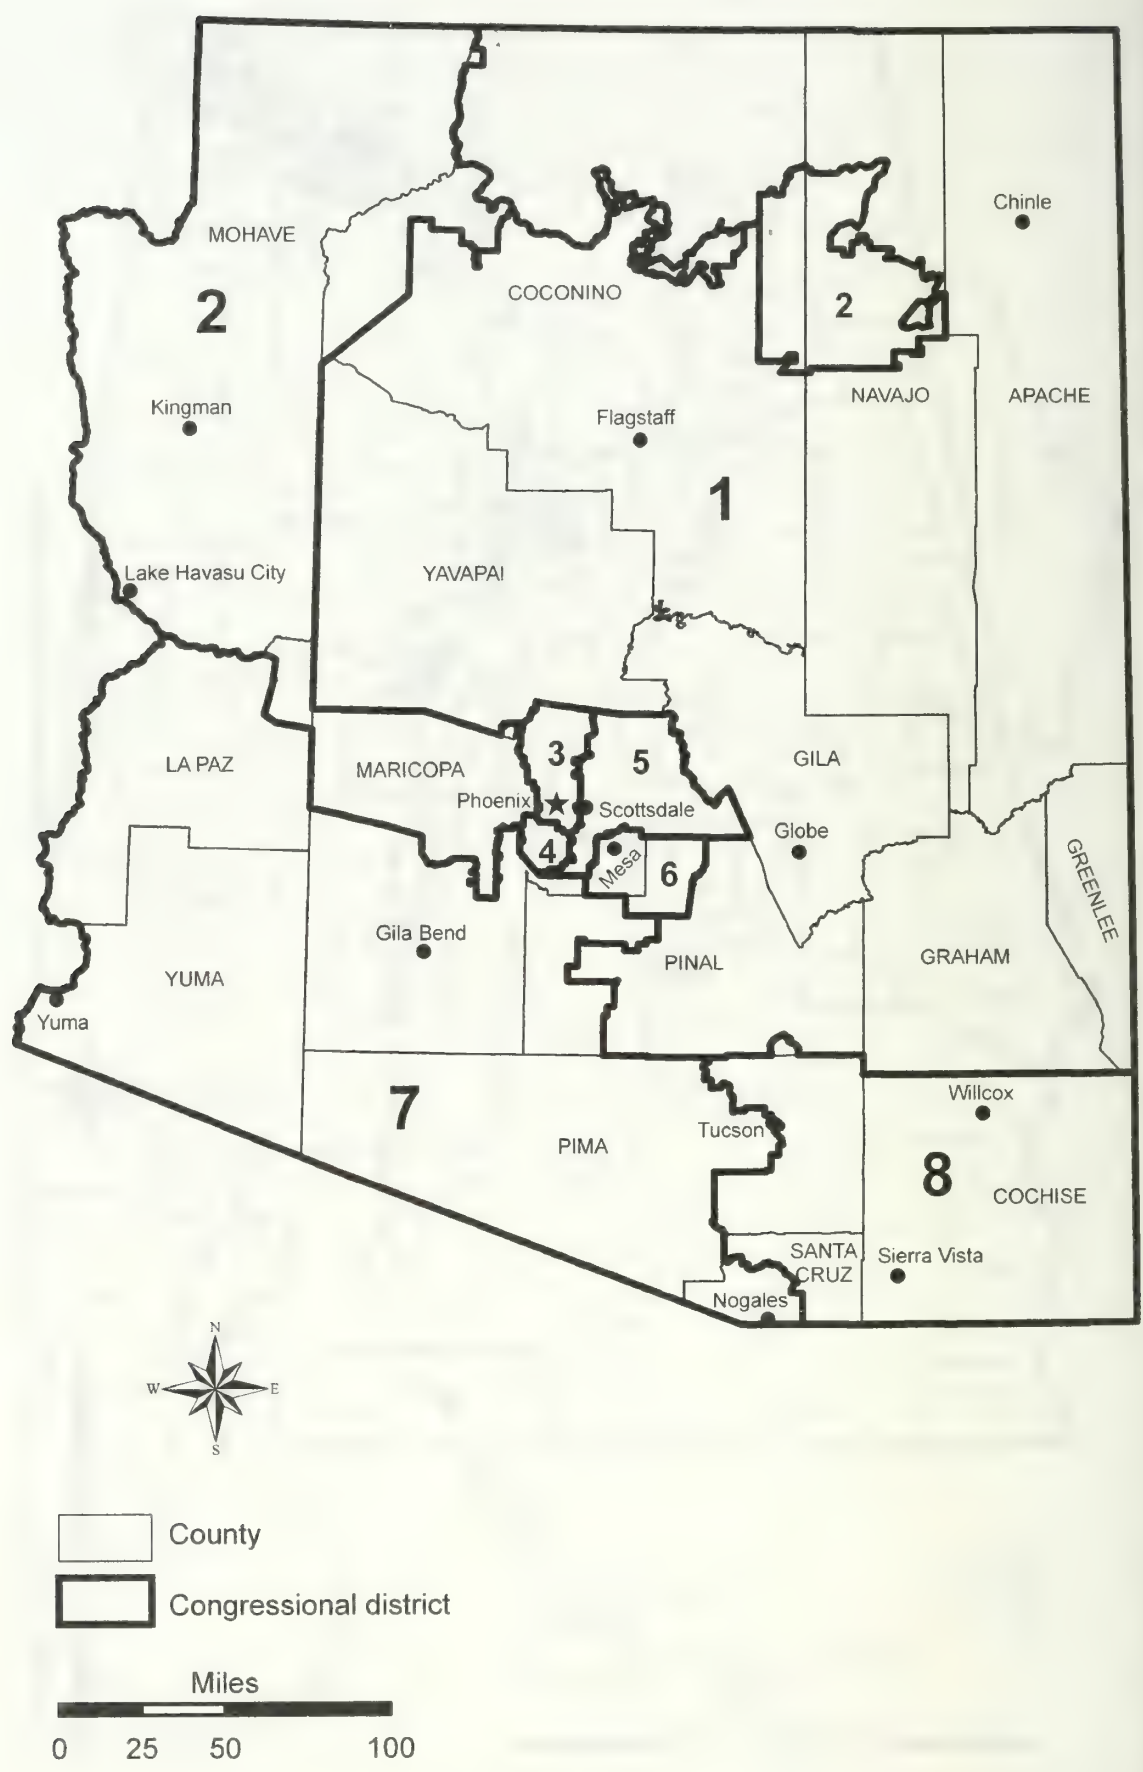 Chinle
MOHAVE
2
COCONINO
2
NAVAJO
APACHE
Kingman
Flagstaff
1
Lake Havasu City
YAVAPAI
3
5
LA PAZ
MARICOPA
GILA
Phoenix
Scottsdale
Globe
4
Mesa
6
GREENLEE
Gila Bend
PINAL
GRAHAM
YUMA
Yuma
Willcox
7
Tucson
PIMA
8
COCHISE
SANTA
CRUZ
Sierra Vista
Nogales
N
W
E
S
County
Congressional district
Miles
0 25 50 100